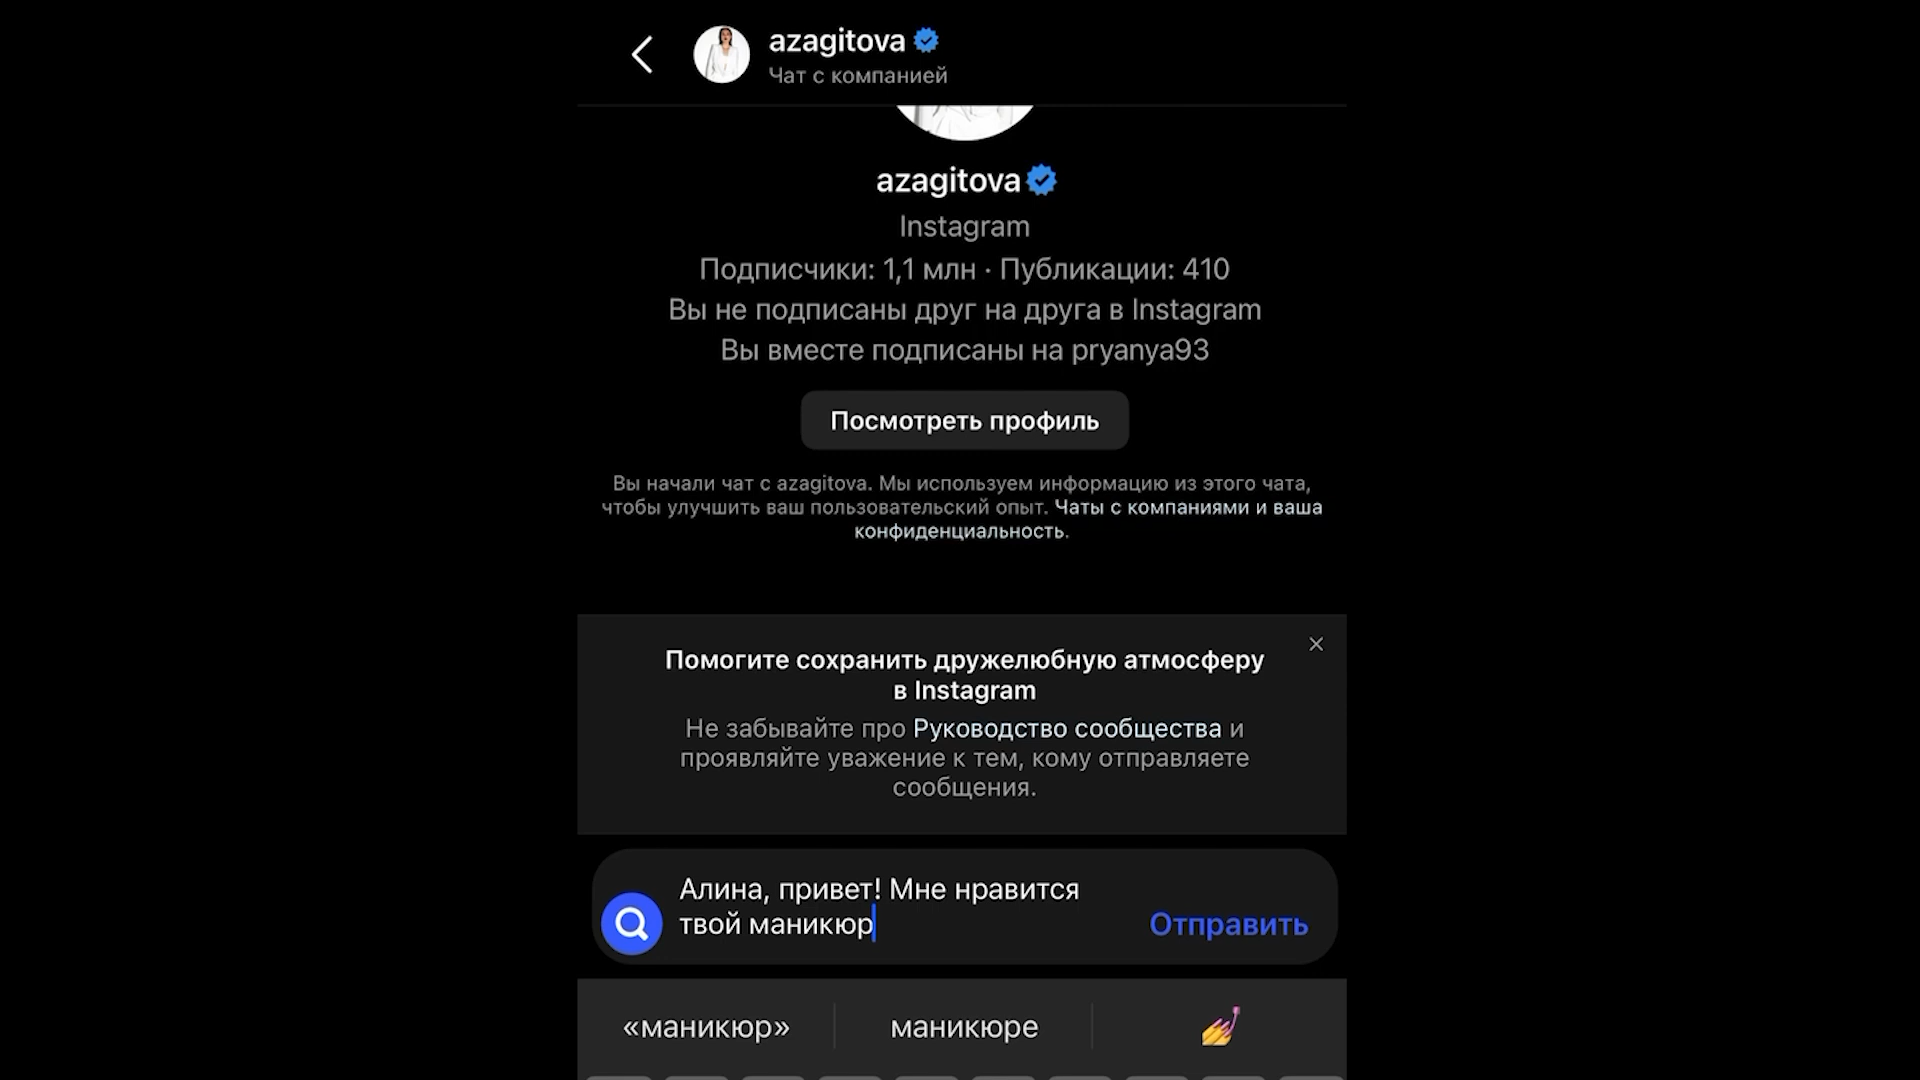 azagitova
Чат с компанией
azagitova
Instagram
Подписчики: 1,1 млн · Публикации: 410
Вы не подписаны друг на друга в Instagram
Вы вместе подписаны на pryanya93
Посмотреть профиль
Вы начали чат с azagitova. Мы используем информацию из этого чата,
чтобы улучшить ваш пользовательский опыт. Чаты с компаниями и ваша
конфиденциальность.
Помогите сохранить дружелюбную атмосферу
в Instagram
Не забывайте про Руководство сообщества и
проявляйте уважение к тем, кому отправляете
сообщения.
Алина, привет! Мне нравится
твой маникюр
Отправить
«маникюр»
маникюре